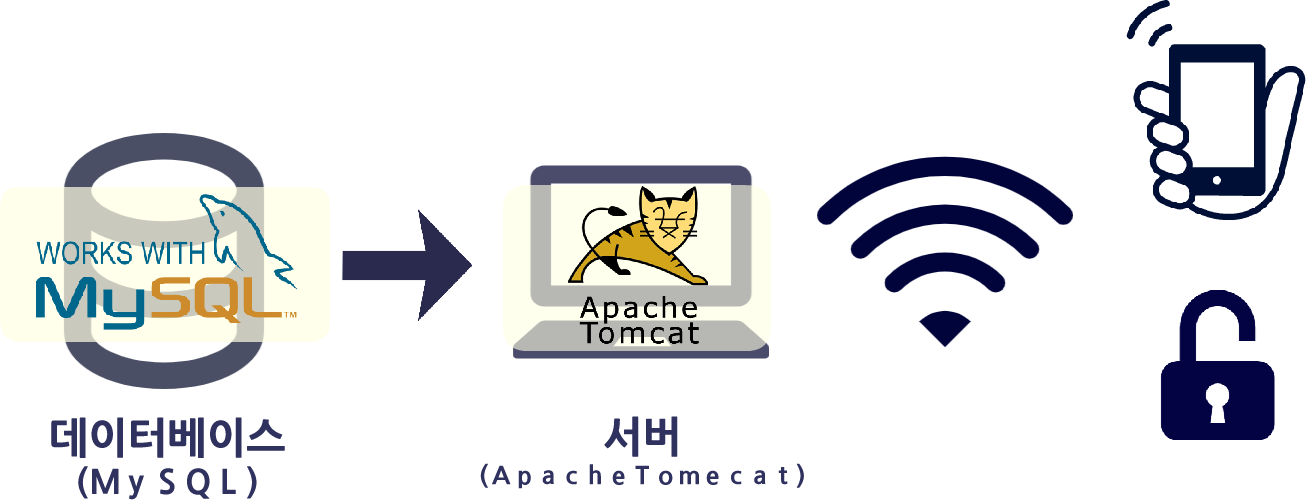 WORKS WITH
MySQL™
데이터베이스
(MySQL)
Apache
Tomcat
서버
(ApacheTomecat)